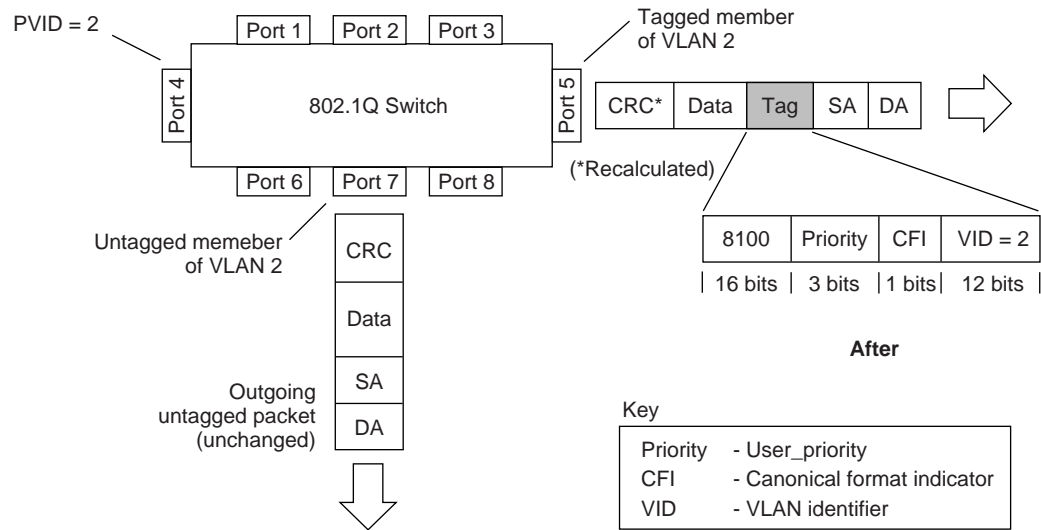 PVID = 2
Port 1
Port 2
Port 3
Tagged member
of VLAN 2
Port 4
802.1Q Switch
Port 5
CRC*
Data
Tag
SA
DA
(*Recalculated)
Port 6
Port 7
Port 8
Untagged memeber
of VLAN 2
CRC
8100
Priority
CFI
VID = 2
16 bits
3 bits
1 bits
12 bits
Data
After
SA
Outgoing
untagged packet
(unchanged)
DA
Key
Priority - User_priority
CFI - Canonical format indicator
VID - VLAN identifier